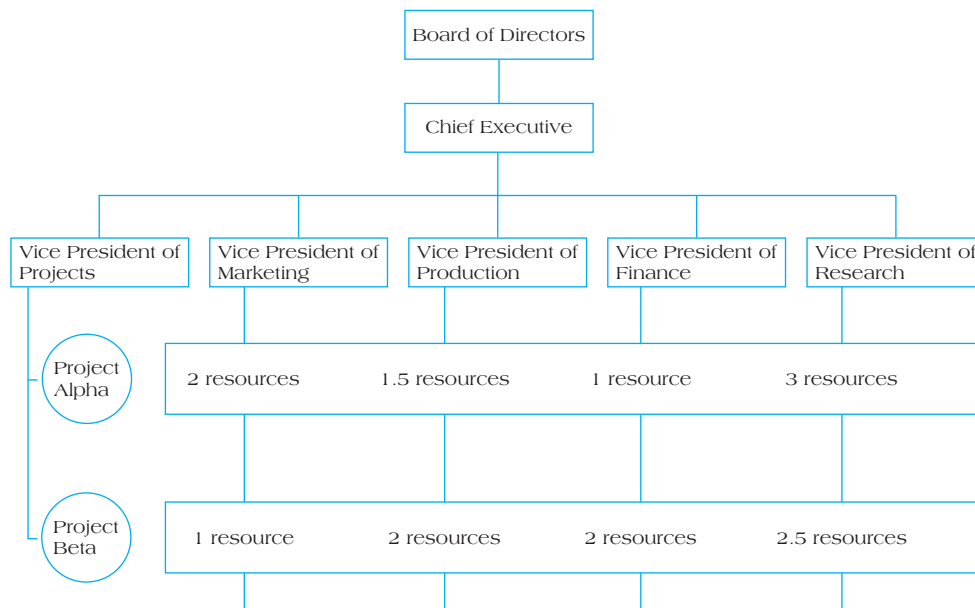 Board of Directors
Chief Executive
Vice President of
Projects
Vice President of
Marketing
Vice President of
Production
Vice President of
Finance
Vice President of
Research
Project
Alpha
2 resources
1.5 resources
1 resource
3 resources
Project
Beta
1 resource
2 resources
2 resources
2.5 resources